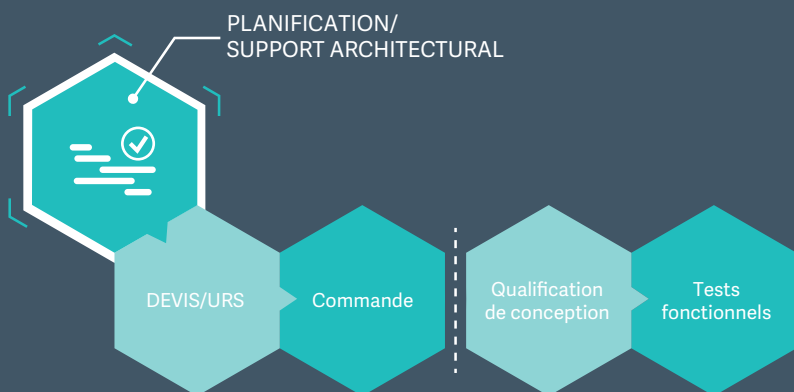 PLANIFICATION/
SUPPORT ARCHITECTURAL
DEVIS/URS
Commande
Qualification
de conception
Tests
fonctionnels